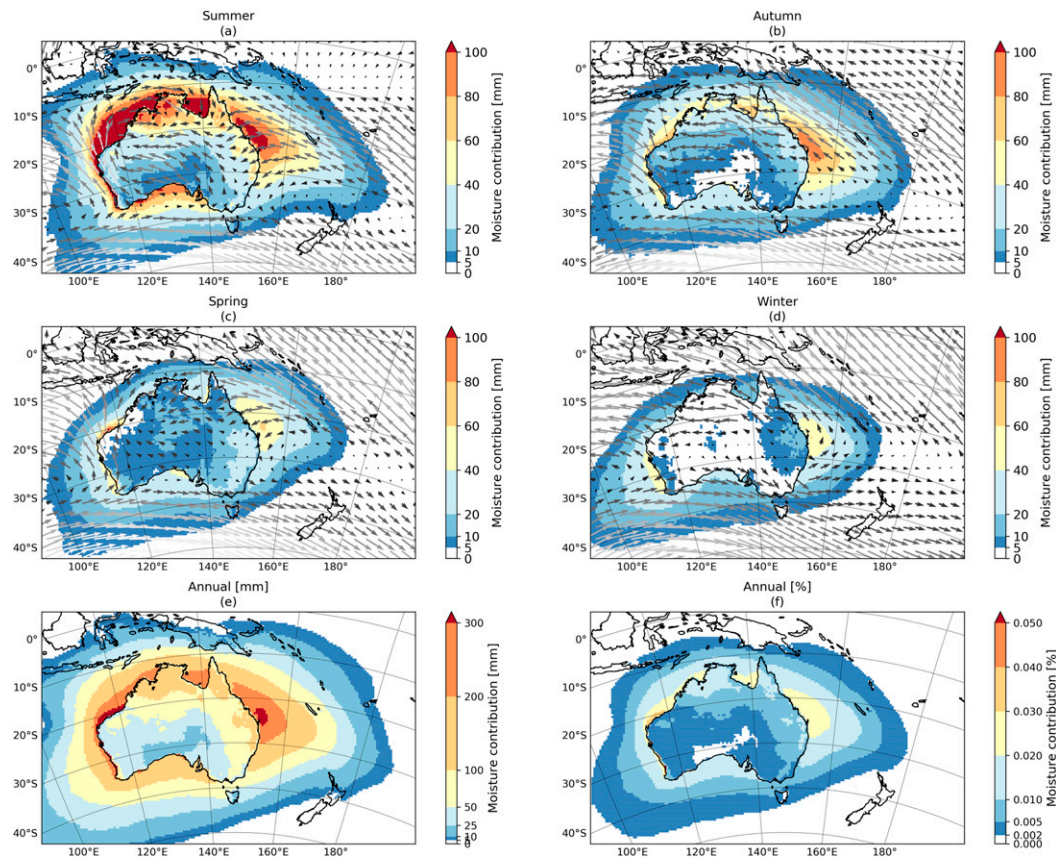 Summer
(a)
0°
10°S
20°S
30°S
40°S
100°E 120°E 140°E 160°E 180°
100
80
60
40
20
10
5
0
Moisture contribution [mm]
Autumn
(b)
0°
10°S
20°S
30°S
40°S
100°E 120°E 140°E 160°E 180°
100
80
60
40
20
10
5
0
Moisture contribution [mm]
Spring
(c)
0°
10°S
20°S
30°S
40°S
100°E 120°E 140°E 160°E 180°
100
80
60
40
20
10
5
0
Moisture contribution [mm]
Winter
(d)
0°
10°S
20°S
30°S
40°S
100°E 120°E 140°E 160°E 180°
100
80
60
40
20
10
5
0
Moisture contribution [mm]
Annual [mm]
(e)
0°
10°S
20°S
30°S
40°S
100°E 120°E 140°E 160°E 180°
300
200
100
50
25
10
0
Moisture contribution [mm]
Annual [%]
(f)
0°
10°S
20°S
30°S
40°S
100°E 120°E 140°E 160°E 180°
0.050
0.040
0.030
0.020
0.010
0.005
0.002
0.000
Moisture contribution [%]